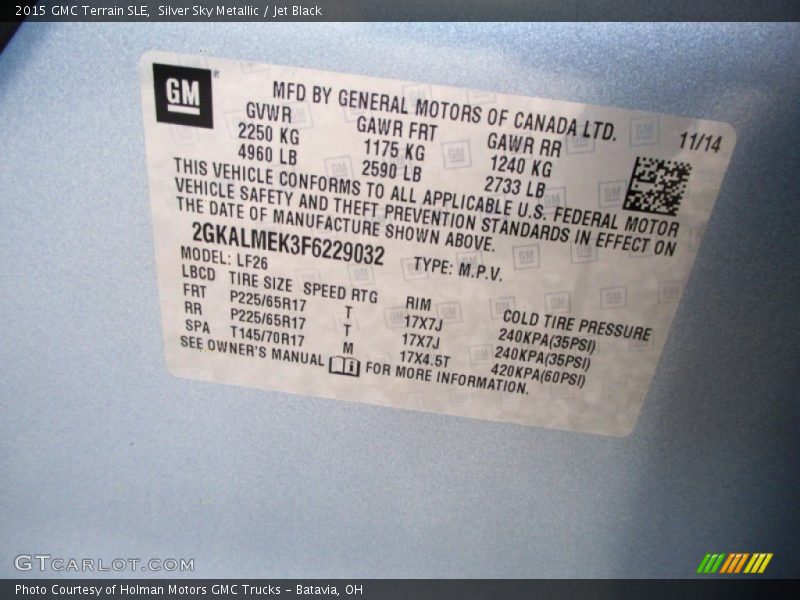 2015 GMC Terrain SLE,  Silver Sky Metallic / Jet Black
GM®
MFD BY GENERAL MOTORS OF CANADA LTD.
GVWR GAWR FRT GAWR RR 11/14
2250 KG 1175 KG 1240 KG
4960 LB 2590 LB 2733 LB
THIS VEHICLE CONFORMS TO ALL APPLICABLE U.S. FEDERAL MOTOR
VEHICLE SAFETY AND THEFT PREVENTION STANDARDS IN EFFECT ON
THE DATE OF MANUFACTURE SHOWN ABOVE.
2GKALMEK3F6229032 TYPE: M.P.V.
MODEL: LF26
LBCD TIRE SIZE SPEED RTG RIM COLD TIRE PRESSURE
FRT P225/65R17 T 17X7J 240KPA(35PSI)
RR P225/65R17 T 17X7J 240KPA(35PSI)
SPA T145/70R17 M 17X4.5T 420KPA(60PSI)
SEE OWNER'S MANUAL FOR MORE INFORMATION.
GTCARLOT.COM
Photo Courtesy of Holman Motors GMC Trucks - Batavia, OH